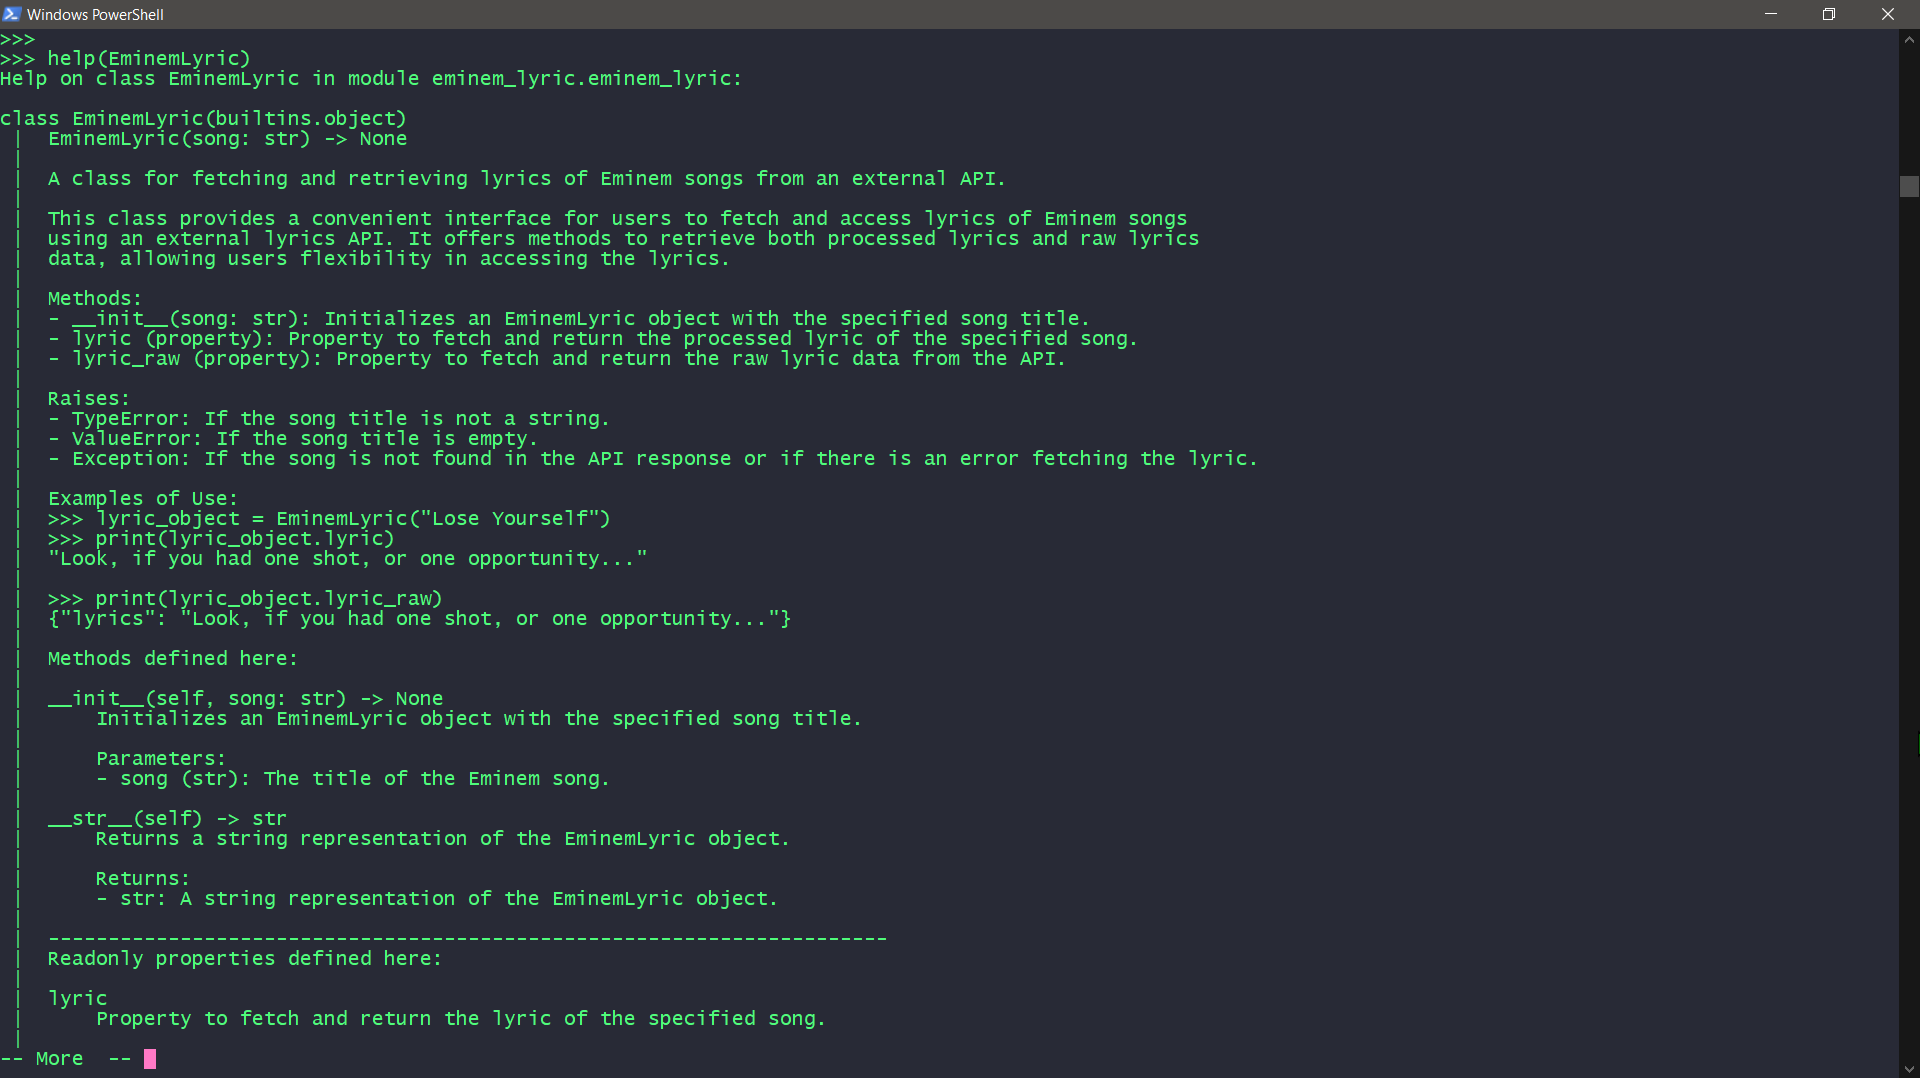 Windows PowerShell
>>>
>>> help(EminemLyric)
Help on class EminemLyric in module eminem_lyric.eminem_lyric:

class EminemLyric(builtins.object)
 |  EminemLyric(song: str) -> None
 |
 |  A class for fetching and retrieving lyrics of Eminem songs from an external API.
 |
 |  This class provides a convenient interface for users to fetch and access lyrics of Eminem songs
 |  using an external lyrics API. It offers methods to retrieve both processed lyrics and raw lyrics
 |  data, allowing users flexibility in accessing the lyrics.
 |
 |  Methods:
 |  - __init__(song: str): Initializes an EminemLyric object with the specified song title.
 |  - lyric (property): Property to fetch and return the processed lyric of the specified song.
 |  - lyric_raw (property): Property to fetch and return the raw lyric data from the API.
 |
 |  Raises:
 |  - TypeError: If the song title is not a string.
 |  - ValueError: If the song title is empty.
 |  - Exception: If the song is not found in the API response or if there is an error fetching the lyric.
 |
 |  Examples of Use:
 |  >>> lyric_object = EminemLyric("Lose Yourself")
 |  >>> print(lyric_object.lyric)
 |  "Look, if you had one shot, or one opportunity..."
 |
 |  >>> print(lyric_object.lyric_raw)
 |  {"lyrics": "Look, if you had one shot, or one opportunity..."}
 |
 |  Methods defined here:
 |
 |  __init__(self, song: str) -> None
 |      Initializes an EminemLyric object with the specified song title.
 |
 |      Parameters:
 |      - song (str): The title of the Eminem song.
 |
 |  __str__(self) -> str
 |      Returns a string representation of the EminemLyric object.
 |
 |      Returns:
 |      - str: A string representation of the EminemLyric object.
 |
 |  ----------------------------------------------------------------------
 |  Readonly properties defined here:
 |
 |  lyric
 |      Property to fetch and return the lyric of the specified song.
 |
-- More  --